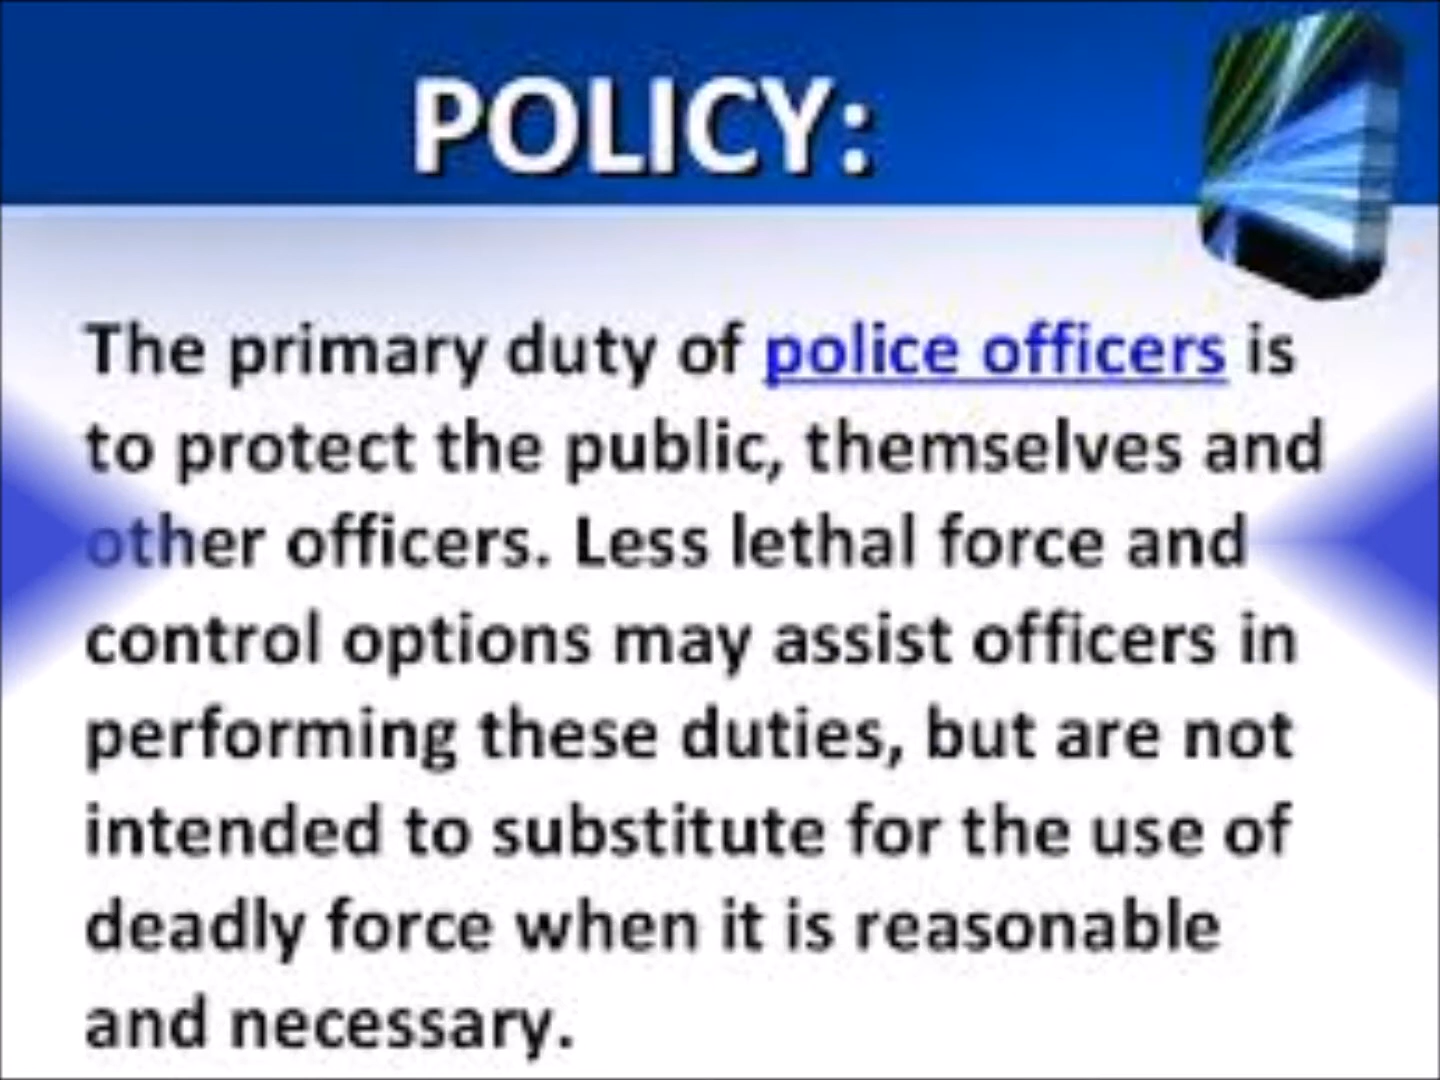 POLICY:
The primary duty of police officers is
to protect the public, themselves and
other officers. Less lethal force and
control options may assist officers in
performing these duties, but are not
intended to substitute for the use of
deadly force when it is reasonable
and necessary.